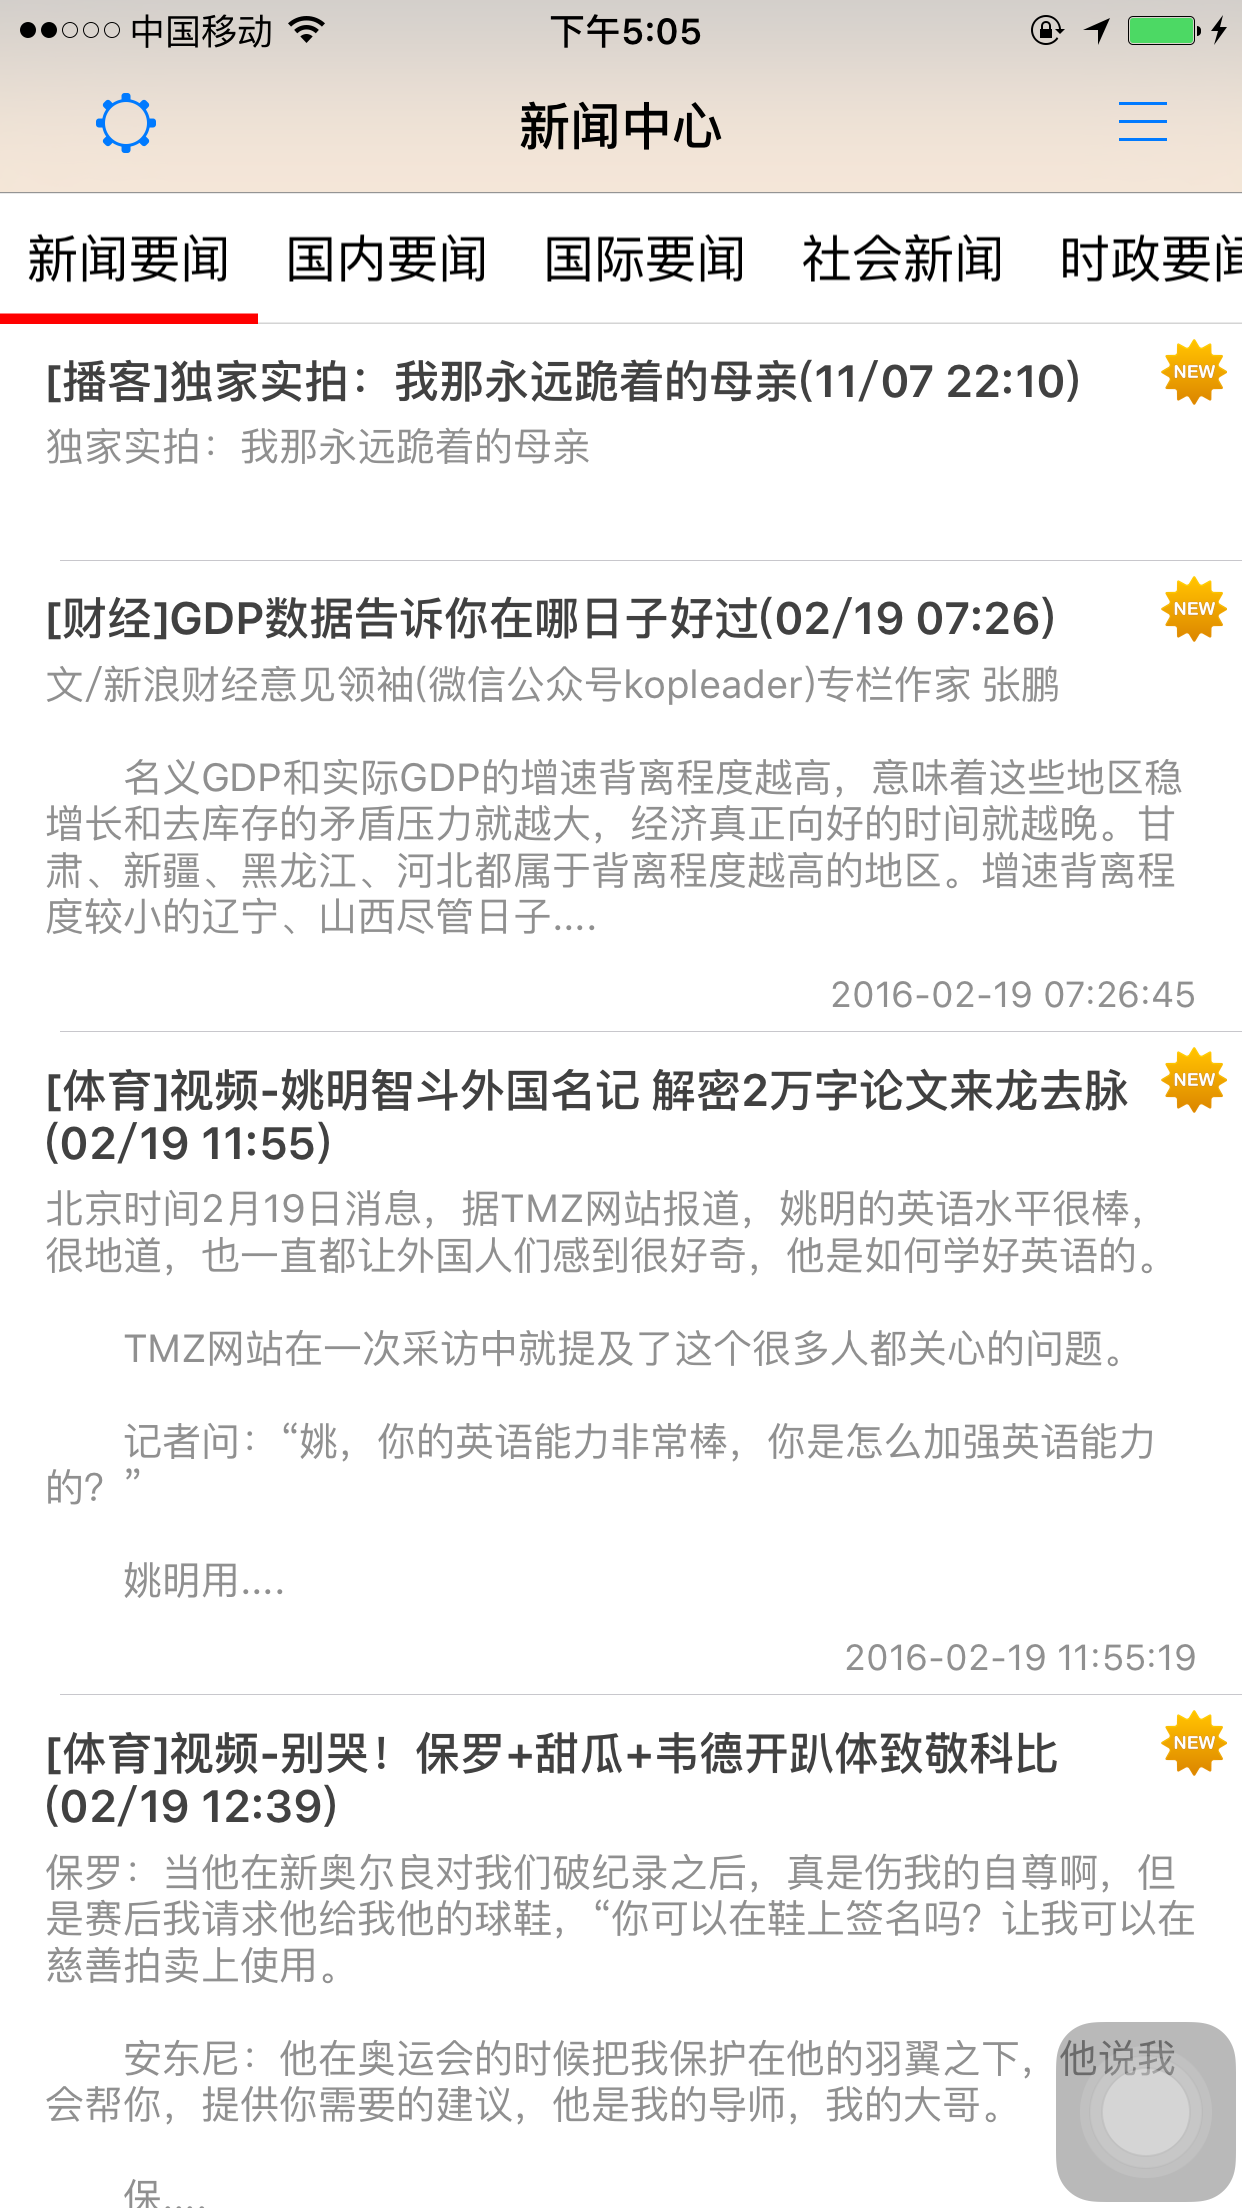 中国移动 下午5:05
新闻中心
新闻要闻 国内要闻 国际要闻 社会新闻 时政要闻
[播客]独家实拍：我那永远跪着的母亲(11/07 22:10)
NEW
独家实拍：我那永远跪着的母亲
[财经]GDP数据告诉你在哪日子好过(02/19 07:26)
NEW
文/新浪财经意见领袖(微信公众号kopleader)专栏作家 张鹏
名义GDP和实际GDP的增速背离程度越高，意味着这些地区稳
增长和去库存的矛盾压力就越大，经济真正向好的时间就越晚。甘
肃、新疆、黑龙江、河北都属于背离程度越高的地区。增速背离程
度较小的辽宁、山西尽管日子....
2016-02-19 07:26:45
[体育]视频-姚明智斗外国名记 解密2万字论文来龙去脉
(02/19 11:55)
NEW
北京时间2月19日消息，据TMZ网站报道，姚明的英语水平很棒，
很地道，也一直都让外国人们感到很好奇，他是如何学好英语的。
TMZ网站在一次采访中就提及了这个很多人都关心的问题。
记者问：“姚，你的英语能力非常棒，你是怎么加强英语能力
的？”
姚明用....
2016-02-19 11:55:19
[体育]视频-别哭！保罗+甜瓜+韦德开趴体致敬科比
(02/19 12:39)
NEW
保罗：当他在新奥尔良对我们破纪录之后，真是伤我的自尊啊，但
是赛后我请求他给我他的球鞋，“你可以在鞋上签名吗？让我可以在
慈善拍卖上使用。
安东尼：他在奥运会的时候把我保护在他的羽翼之下，他说我
会帮你，提供你需要的建议，他是我的导师，我的大哥。
保....